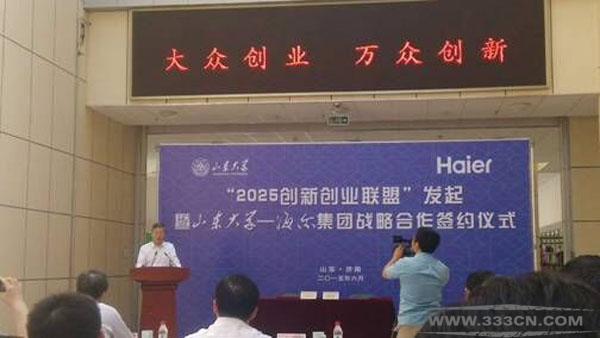 大众创业 万众创新
山东大学
Haier
“2025创新创业联盟”发起
暨山东大学—海尔集团战略合作签约仪式
山东·济南
二〇一五年六月
WWW.333CN.COM